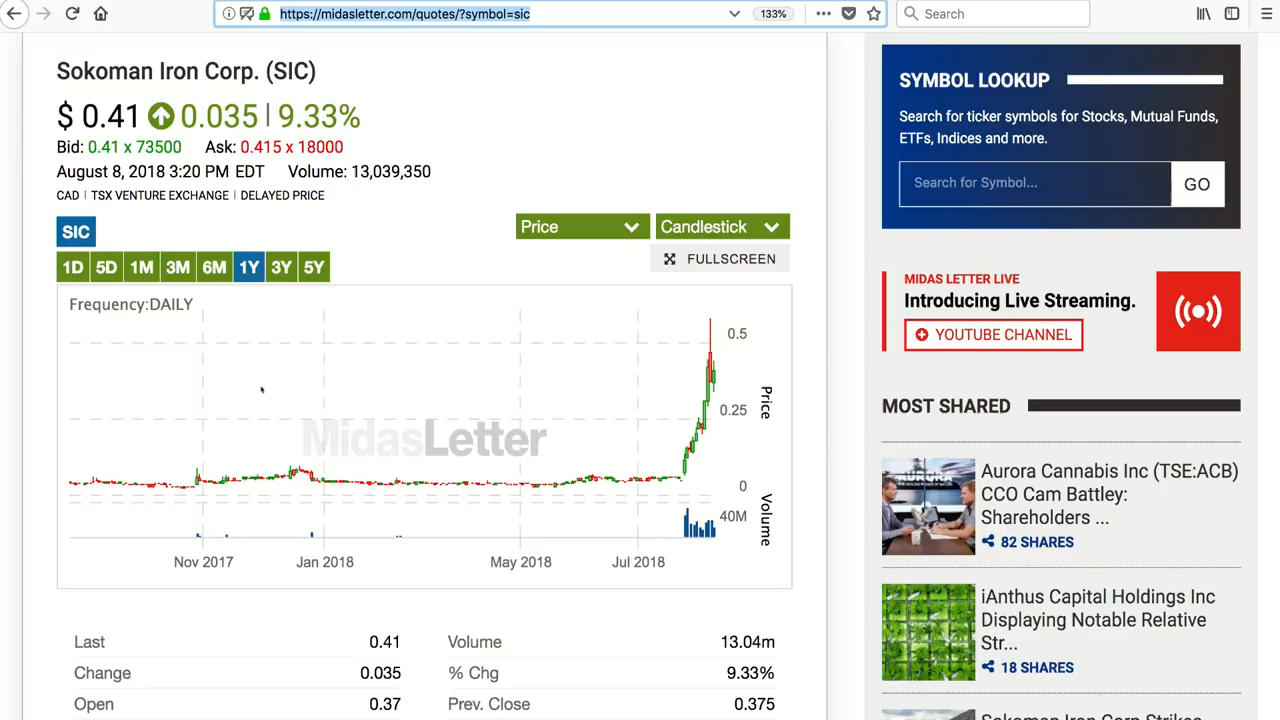 https://midasletter.com/quotes/?symbol=sic
133%
Search
Sokoman Iron Corp. (SIC)
$ 0.41 0.035 | 9.33%
Bid: 0.41 x 73500 Ask: 0.415 x 18000
August 8, 2018 3:20 PM EDT Volume: 13,039,350
CAD | TSX VENTURE EXCHANGE | DELAYED PRICE
SIC
Price
Candlestick
1D 5D 1M 3M 6M 1Y 3Y 5Y
FULLSCREEN
Frequency:DAILY
0.5
0.25
0
Price
40M
Volume
MidasLetter
Nov 2017 Jan 2018 May 2018 Jul 2018
Last 0.41 Volume 13.04m
Change 0.035 % Chg 9.33%
Open 0.37 Prev. Close 0.375
SYMBOL LOOKUP
Search for ticker symbols for Stocks, Mutual Funds,
ETFs, Indices and more.
Search for Symbol... GO
MIDAS LETTER LIVE
Introducing Live Streaming.
YOUTUBE CHANNEL
MOST SHARED
AURORA
Aurora Cannabis Inc (TSE:ACB)
CCO Cam Battley:
Shareholders ...
82 SHARES
iAnthus Capital Holdings Inc
Displaying Notable Relative
Str...
18 SHARES
Sokoman Iron Corp Strikes